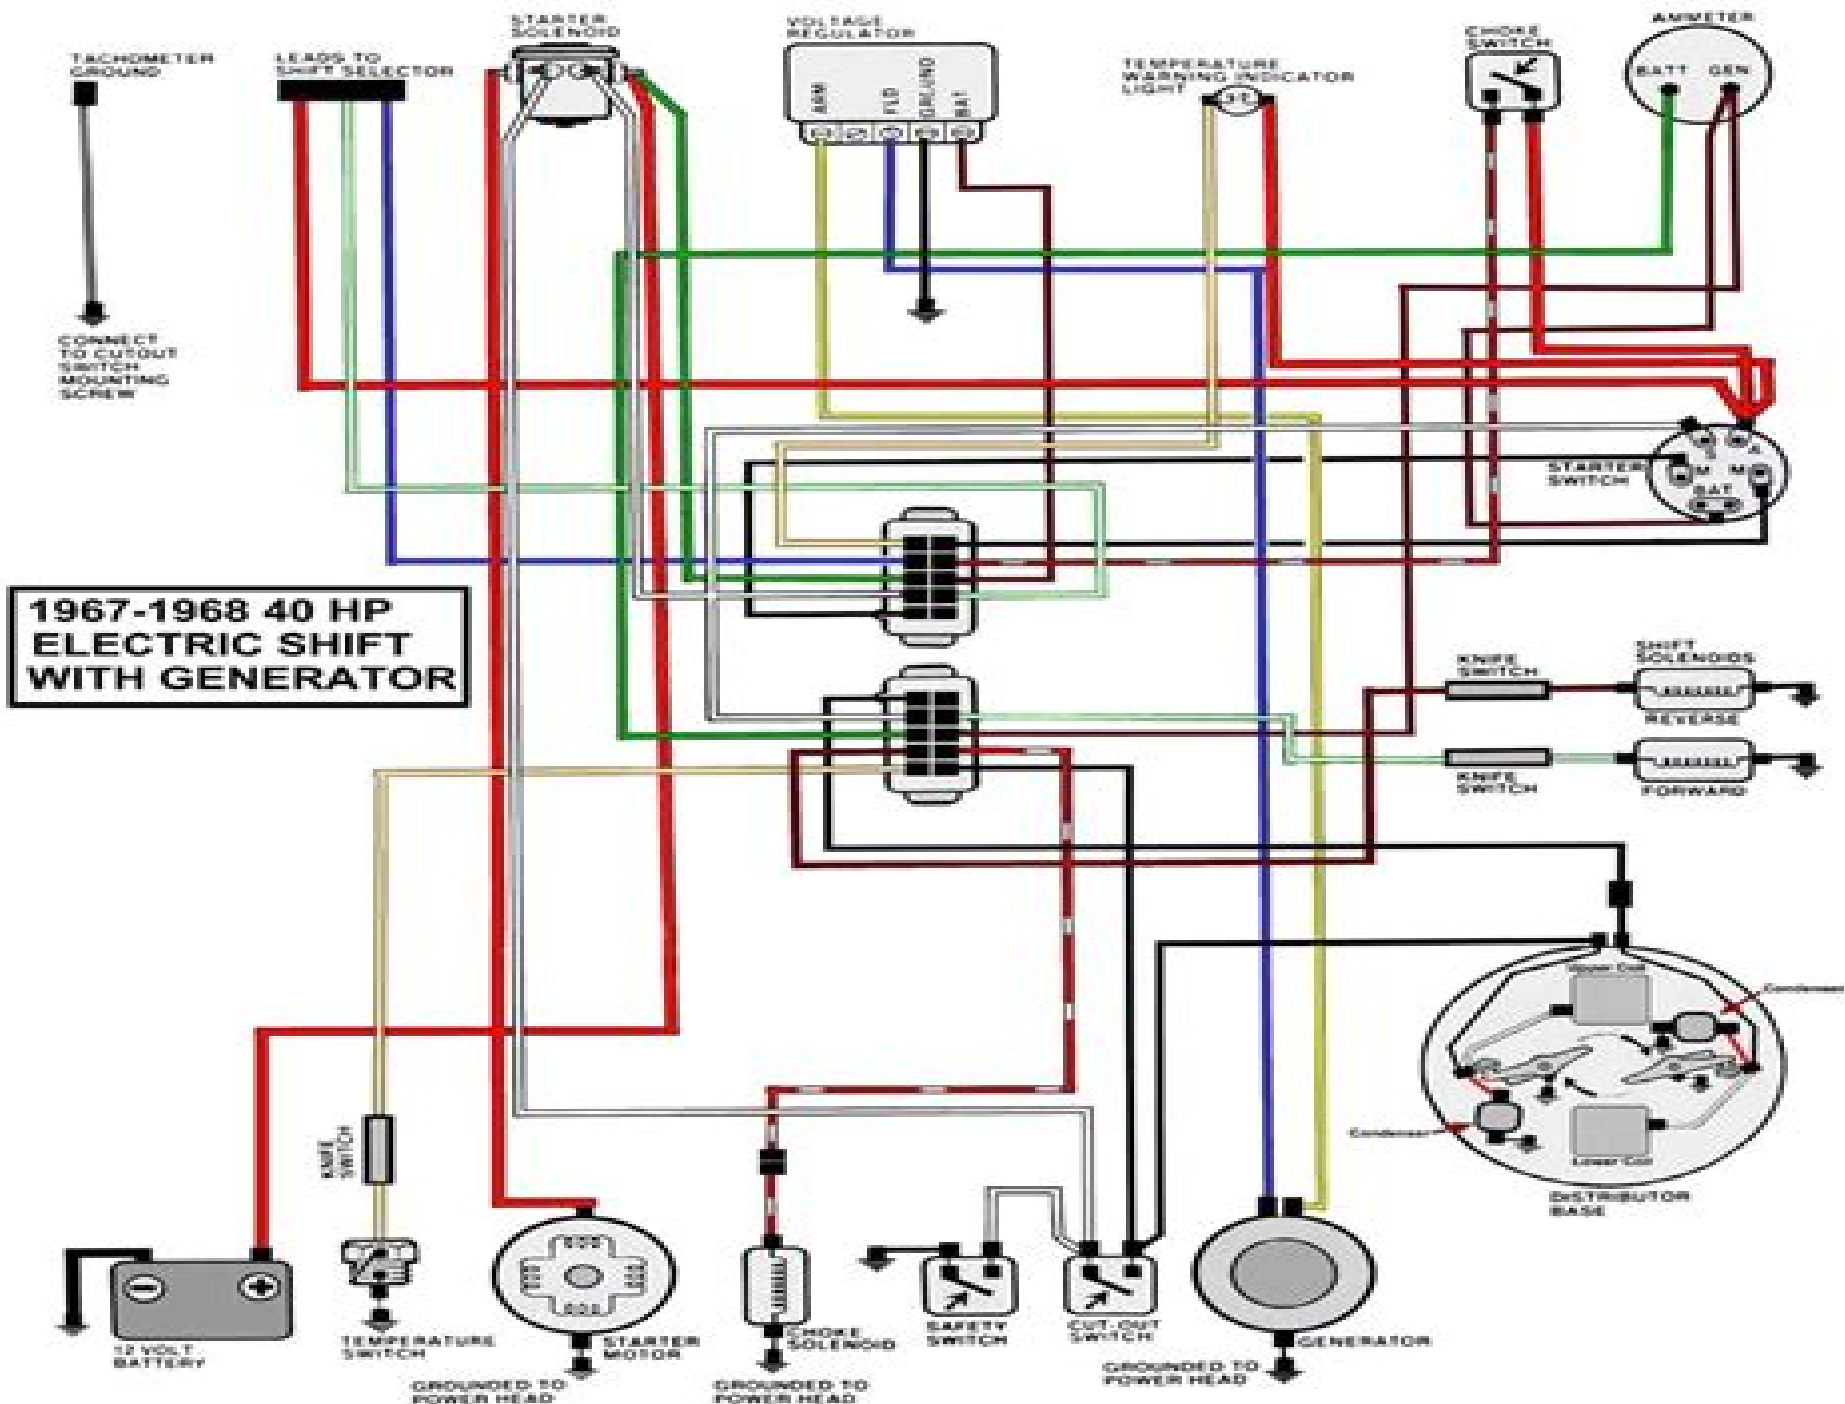 STARTER
SOLENOID
VOLTAGE
REGULATOR
AMMETER
CHOKE
SWITCH
TACHOMETER
GROUND
LEADS TO
SHIFT SELECTOR
TEMPERATURE
WARNING INDICATOR
LIGHT
BATT GEN
ARM
FLD
GROUND
BAT
CONNECT
TO CUTOUT
SWITCH
MOUNTING
SCREW
STARTER
SWITCH
S A
M M
BAT
1967-1968 40 HP
ELECTRIC SHIFT
WITH GENERATOR
KNIFE
SWITCH
SHIFT
SOLENOIDS
REVERSE
KNIFE
SWITCH
FORWARD
Upper Coil
Condenser
Condenser
Lower Coil
DISTRIBUTOR
BASE
KNIFE
SWITCH
12 VOLT
BATTERY
TEMPERATURE
SWITCH
STARTER
MOTOR
GROUNDED TO
POWER HEAD
CHOKE
SOLENOID
GROUNDED TO
POWER HEAD
SAFETY
SWITCH
CUT-OUT
SWITCH
GENERATOR
GROUNDED TO
POWER HEAD